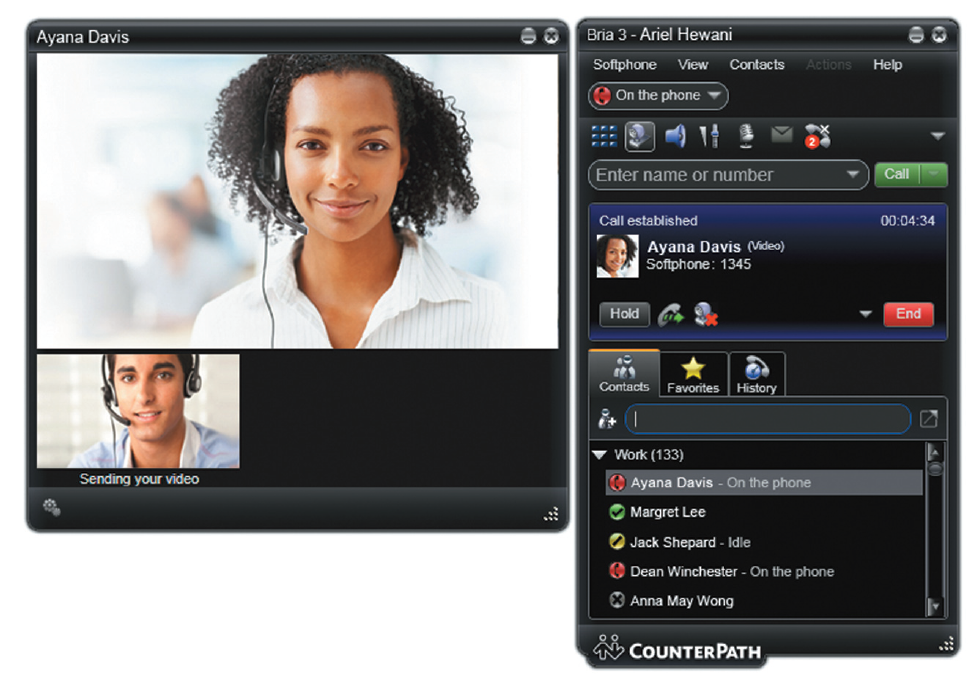 Ayana Davis
Sending your video
Bria 3 - Ariel Hewani
Softphone View Contacts Actions Help
On the phone
2
Enter name or number Call
Call established 00:04:34
Ayana Davis (Video)
Softphone: 1345
Hold End
Contacts Favorites History
Work (133)
Ayana Davis - On the phone
Margret Lee
Jack Shepard - Idle
Dean Winchester - On the phone
Anna May Wong
COUNTERPATH